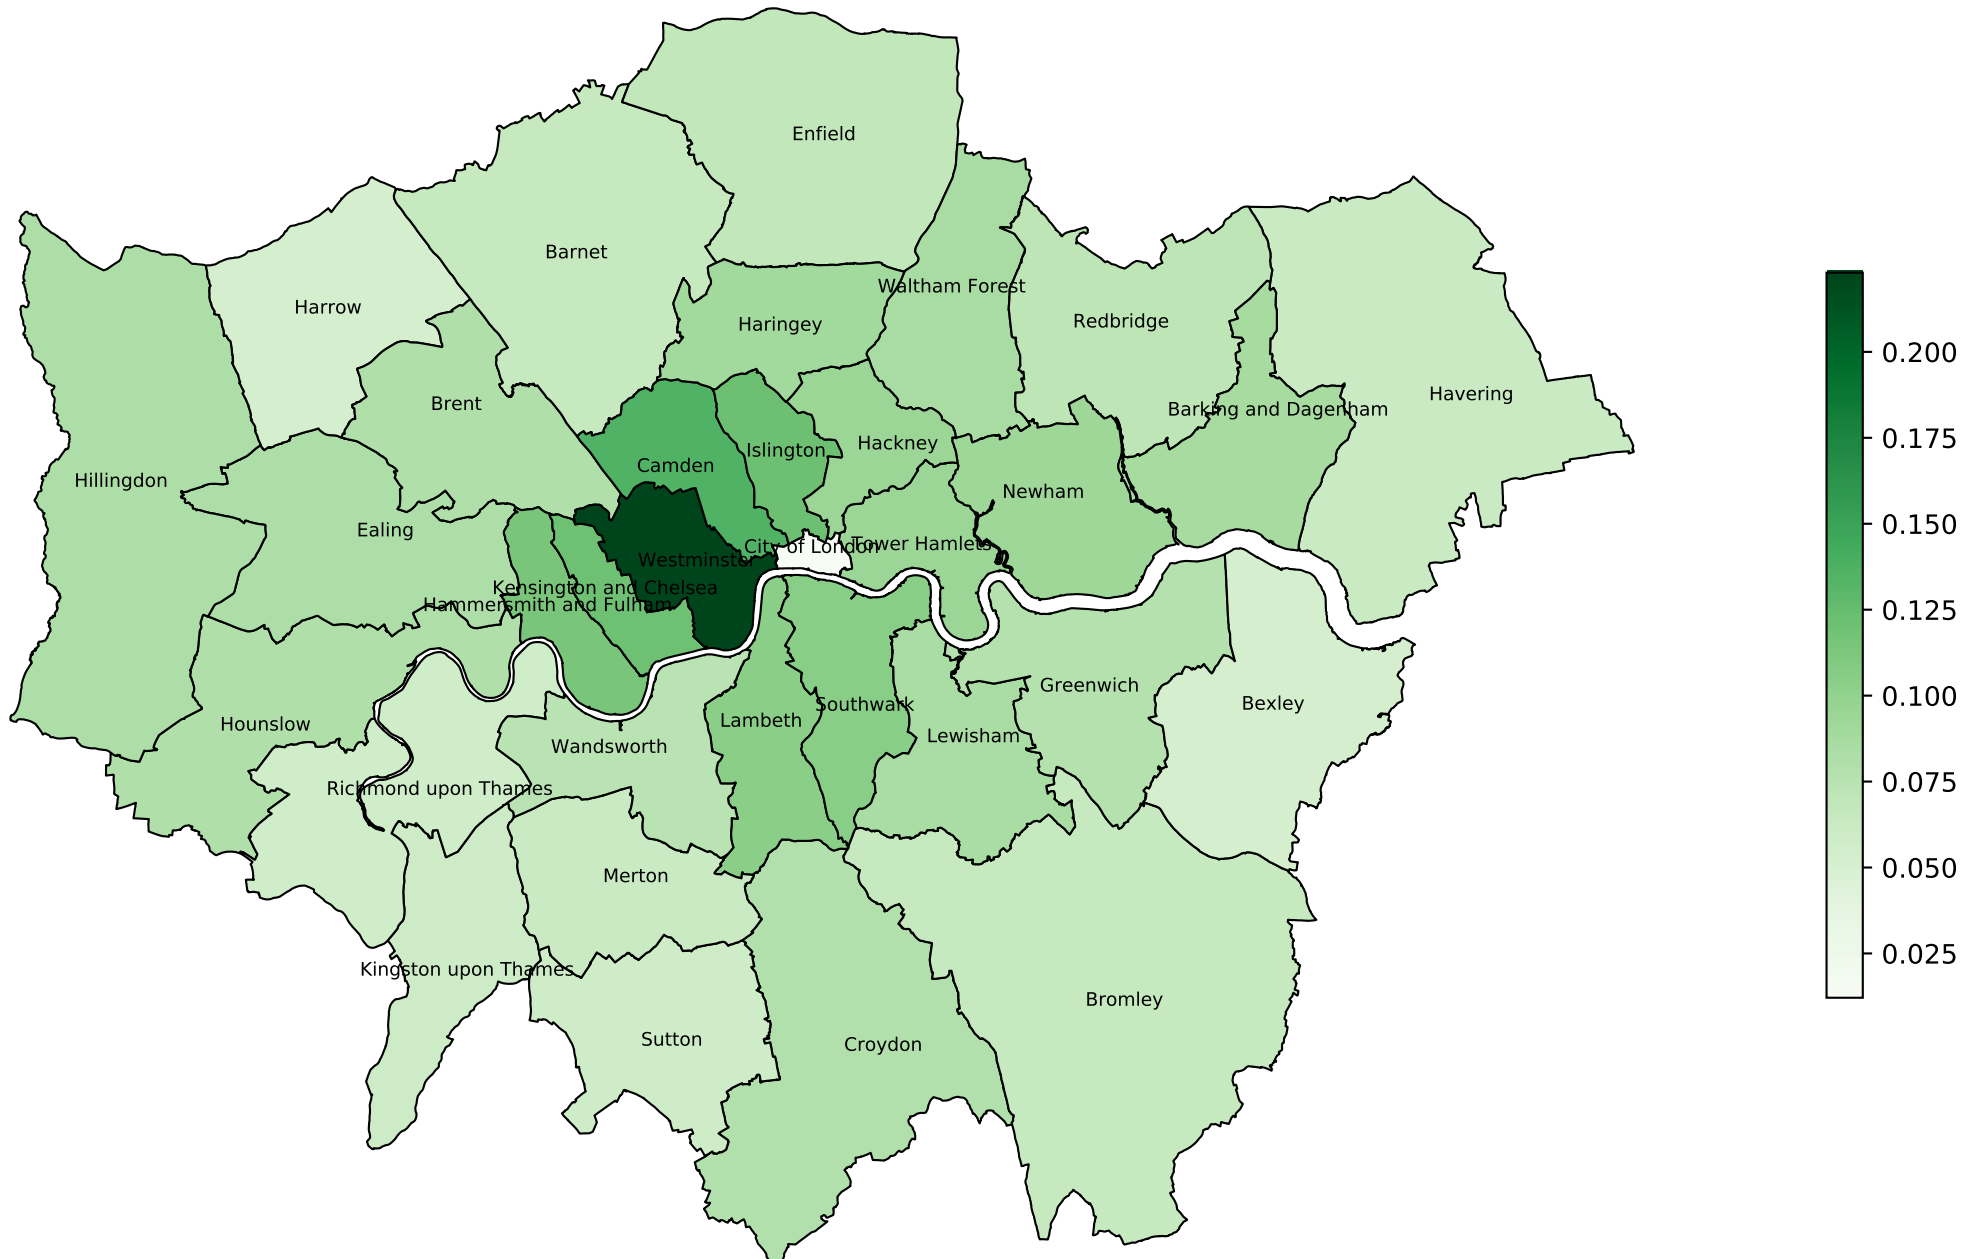 Enfield
Barnet
Waltham Forest
Harrow
Redbridge
Haringey
0.200
Havering
Brent
Barking and Dagenham
0.175
Hackney
Islington
Camden
Hillingdon
Newham
0.150
Ealing
Tower Hamlets
City of London
Westminster
Kensington and Chelsea
Hammersmith and Fulham
0.125
Greenwich
0.100
Bexley
Southwark
Lambeth
Hounslow
Lewisham
Wandsworth
0.075
Richmond upon Thames
0.050
Merton
0.025
Kingston upon Thames
Bromley
Sutton
Croydon